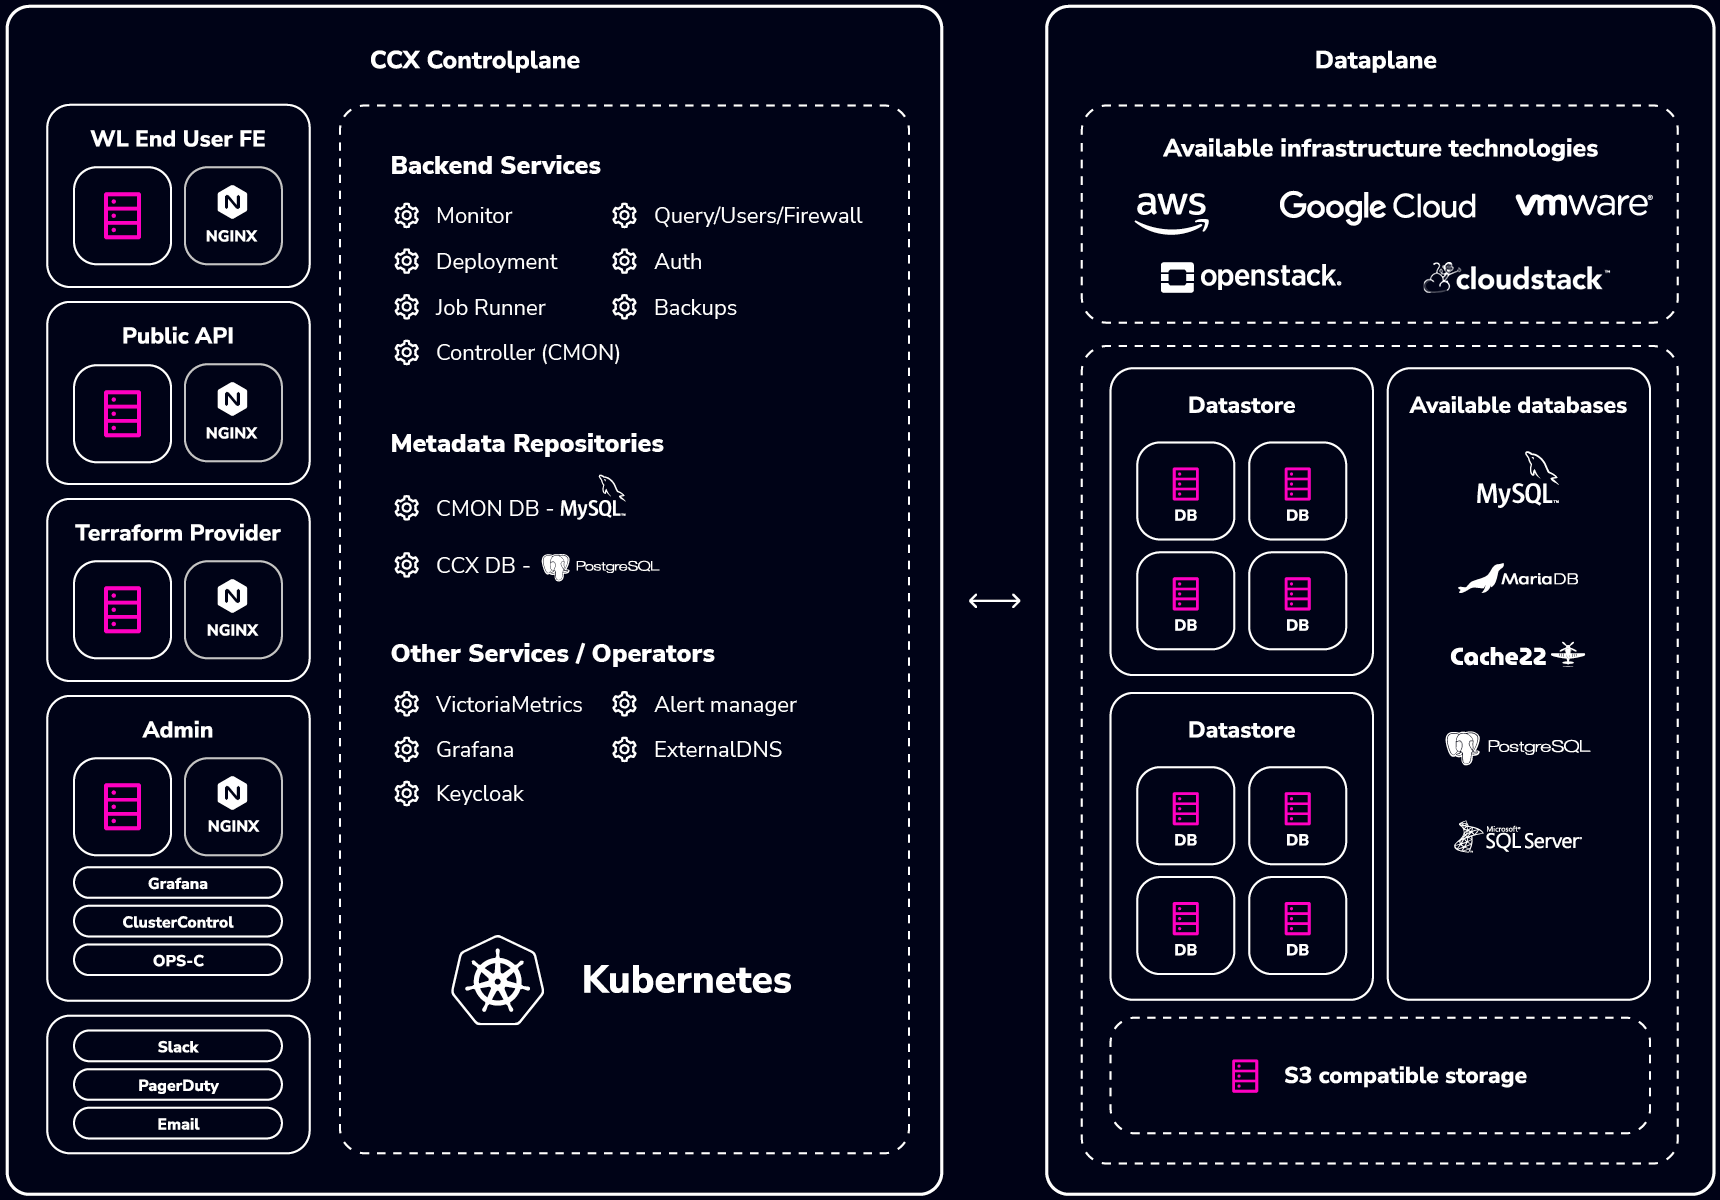 CCX Controlplane
WL End User FE
NGINX
Public API
NGINX
Terraform Provider
NGINX
Admin
NGINX
Grafana
ClusterControl
OPS-C
Slack
PagerDuty
Email
Backend Services
Monitor
Query/Users/Firewall
Deployment
Auth
Job Runner
Backups
Controller (CMON)
Metadata Repositories
CMON DB - MySQL™
CCX DB - PostgreSQL
Other Services / Operators
VictoriaMetrics
Alert manager
Grafana
ExternalDNS
Keycloak
Kubernetes
Dataplane
Available infrastructure technologies
aws
Google Cloud
vmware®
openstack.
cloudstack™
Datastore
DB
DB
DB
DB
Datastore
DB
DB
DB
DB
Available databases
MySQL™
MariaDB
Cache22
PostgreSQL
Microsoft®
SQL Server
S3 compatible storage